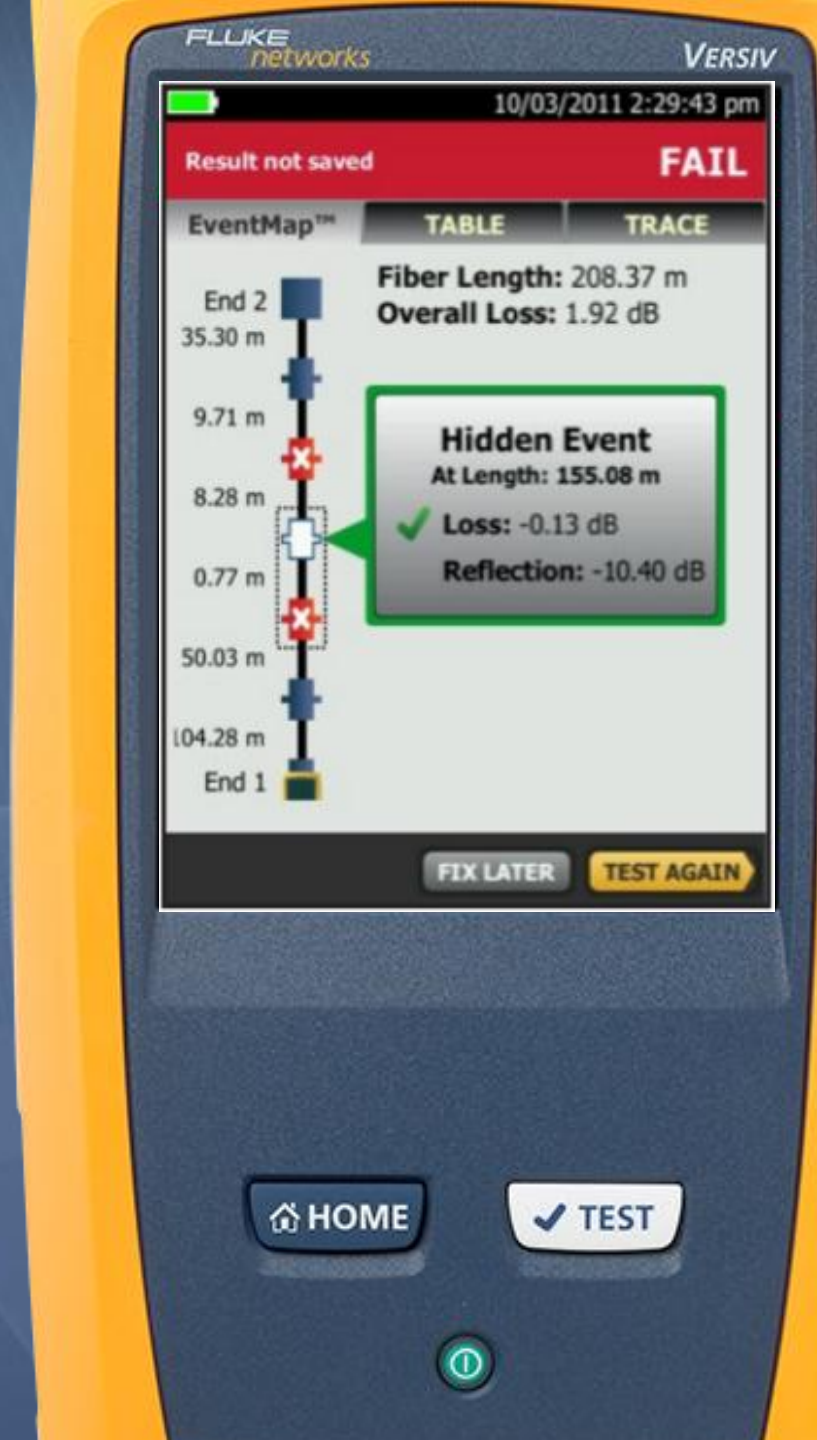 FLUKE
networks
VERSIV
10/03/2011 2:29:43 pm
Result not saved
FAIL
EventMap™
TABLE
TRACE
Fiber Length: 208.37 m
Overall Loss: 1.92 dB
End 2
35.30 m
9.71 m
8.28 m
0.77 m
50.03 m
104.28 m
End 1
Hidden Event
At Length: 155.08 m
Loss: -0.13 dB
Reflection: -10.40 dB
FIX LATER
TEST AGAIN
HOME
TEST